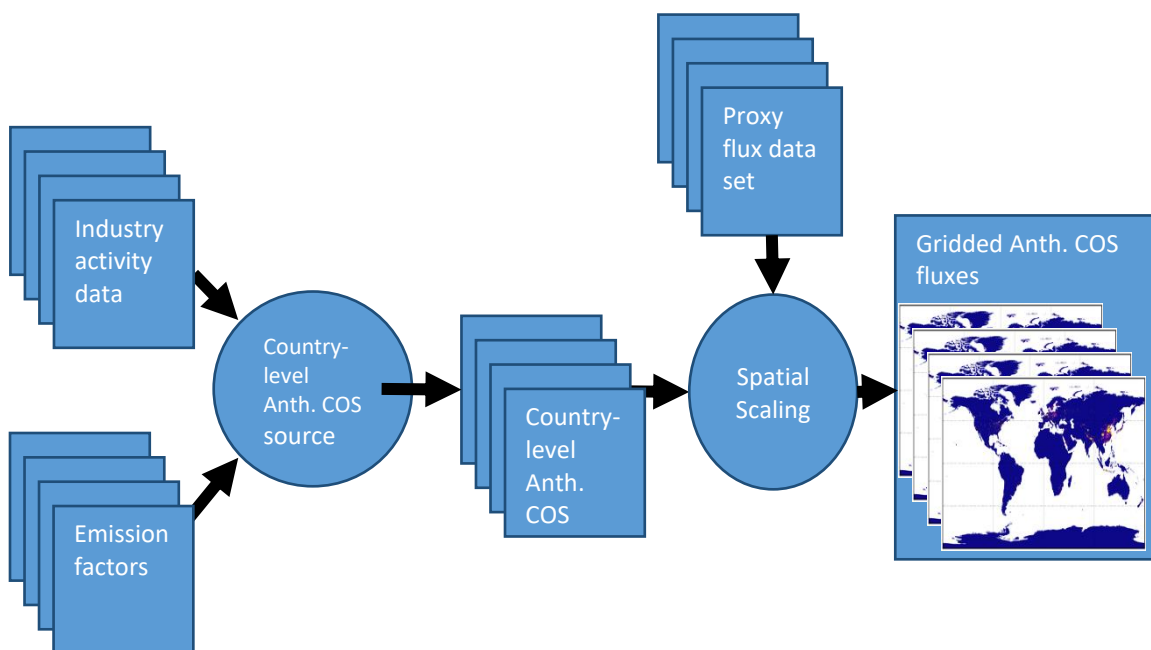 Industry
activity
data
Emission
factors
Country-
level
Anth. COS
source
Country-
level
Anth.
COS
Proxy
flux data
set
Spatial
Scaling
Gridded Anth. COS
fluxes